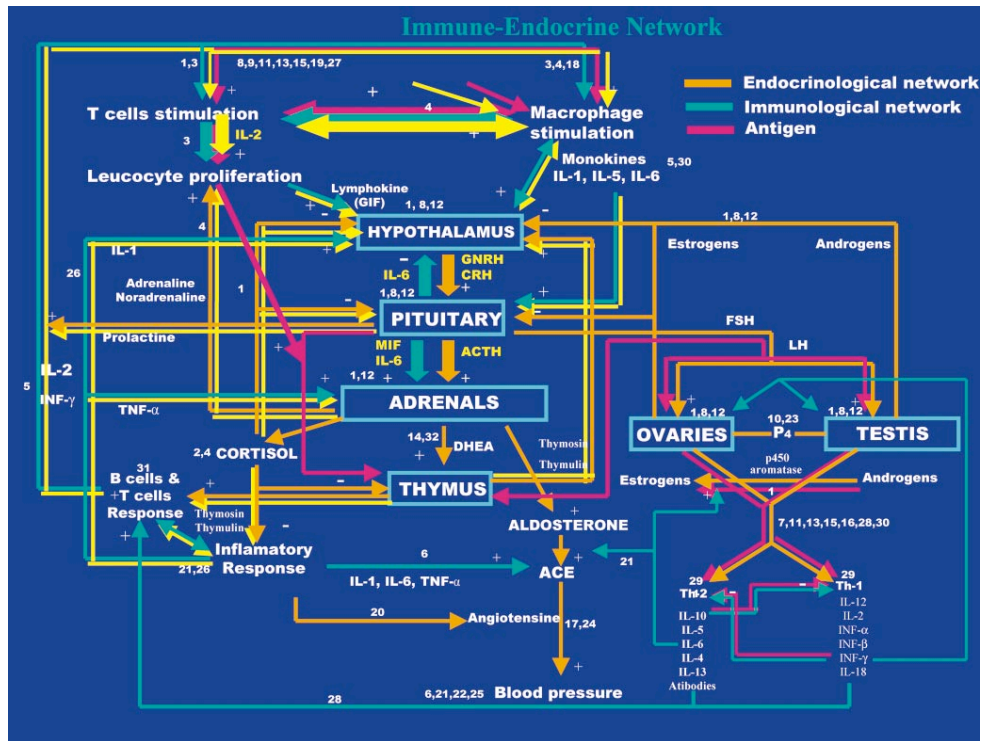 Immune-Endocrine Network
1,3
8,9,11,13,15,19,27
3,4,18
Endocrinological network
Immunological network
Antigen
+
+
+
T cells stimulation
4
Macrophage
stimulation
+
3
IL-2
+
Monokines
IL-1, IL-5, IL-6
5,30
Leucocyte proliferation
+
Lymphokine
(GIF)
1, 8,12
+
-
-
1,8,12
4
HYPOTHALAMUS
Estrogens
Androgens
IL-1
+
+
26
Adrenaline
Noradrenaline
1
-
IL-6
GNRH
CRH
+
1,8,12
+
-
+
-
PITUITARY
FSH
Prolactine
MIF
IL-6
ACTH
LH
+
5
IL-2
INF-γ
TNF-α
+
1,12
+
+
ADRENALS
+
1,8,12
10,23
1,8,12
+
2,4
CORTISOL
14,32
DHEA
+
Thymosin
Thymulin
OVARIES
P4
TESTIS
p450
aromatase
31
B cells &
+T cells
Response
+
-
THYMUS
Estrogens
Androgens
+
1
Thymosin
Thymulin
+
-
+
ALDOSTERONE
7,11,13,15,16,28,30
+
Inflamatory
Response
21,26
6
IL-1, IL-6, TNF-α
+
ACE
+
21
29
Th-2
-
-
29
Th-1
20
Angiotensine
17,24
IL-10
IL-5
IL-6
IL-4
IL-13
Atibodies
IL-12
IL-2
INF-α
INF-β
INF-γ
IL-18
+
6,21,22,25
Blood pressure
28